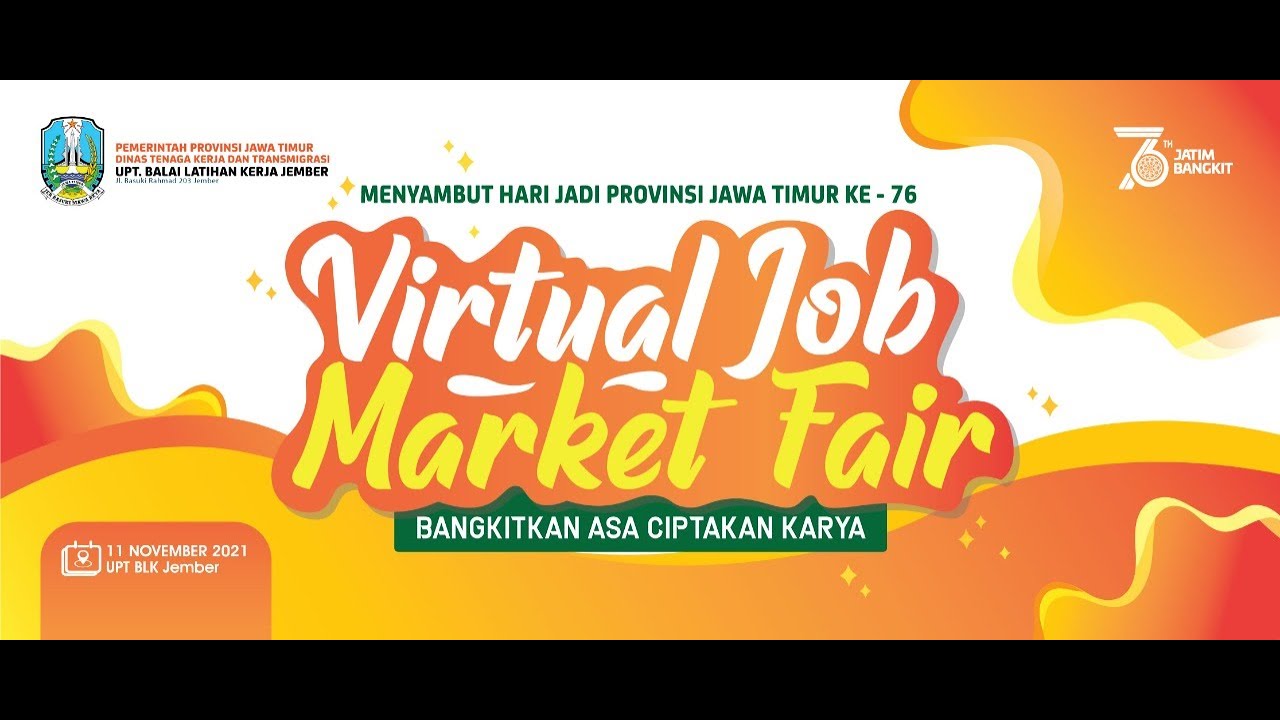 PEMERINTAH PROVINSI JAWA TIMUR
DINAS TENAGA KERJA DAN TRANSMIGRASI
UPT. BALAI LATIHAN KERJA JEMBER
Jl. Basuki Rahmad 203 Jember
76 TH JATIM
BANGKIT
MENYAMBUT HARI JADI PROVINSI JAWA TIMUR KE - 76
Virtual Job
Market Fair
BANGKITKAN ASA CIPTAKAN KARYA
11 NOVEMBER 2021
UPT BLK Jember